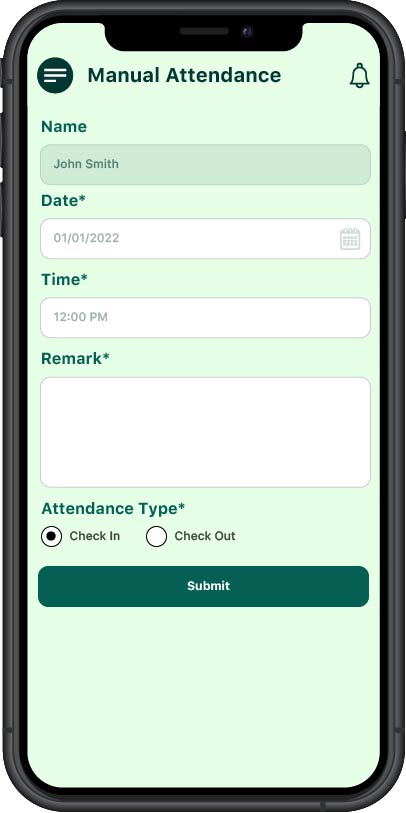 Manual Attendance
Name
John Smith
Date*
01/01/2022
Time*
12:00 PM
Remark*
Attendance Type*
Check In
Check Out
Submit